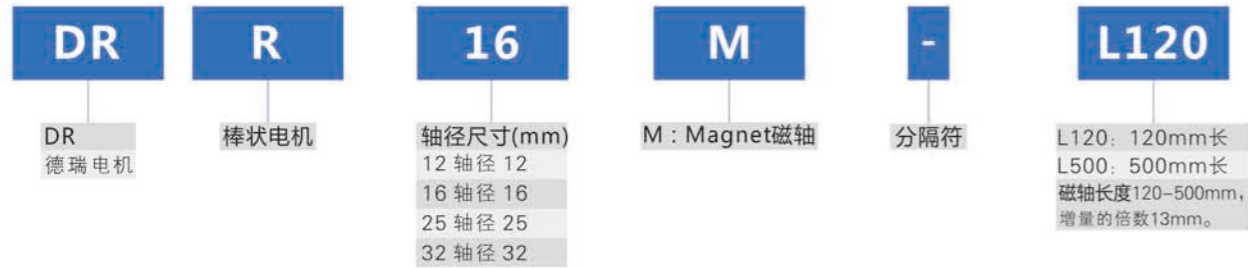 DR
R
16
M
-
L120
DR
德瑞电机
棒状电机
轴径尺寸(mm)
12 轴径 12
16 轴径 16
25 轴径 25
32 轴径 32
M：Magnet磁轴
分隔符
L120：120mm长
L500：500mm长
磁轴长度120-500mm，
增量的倍数13mm。